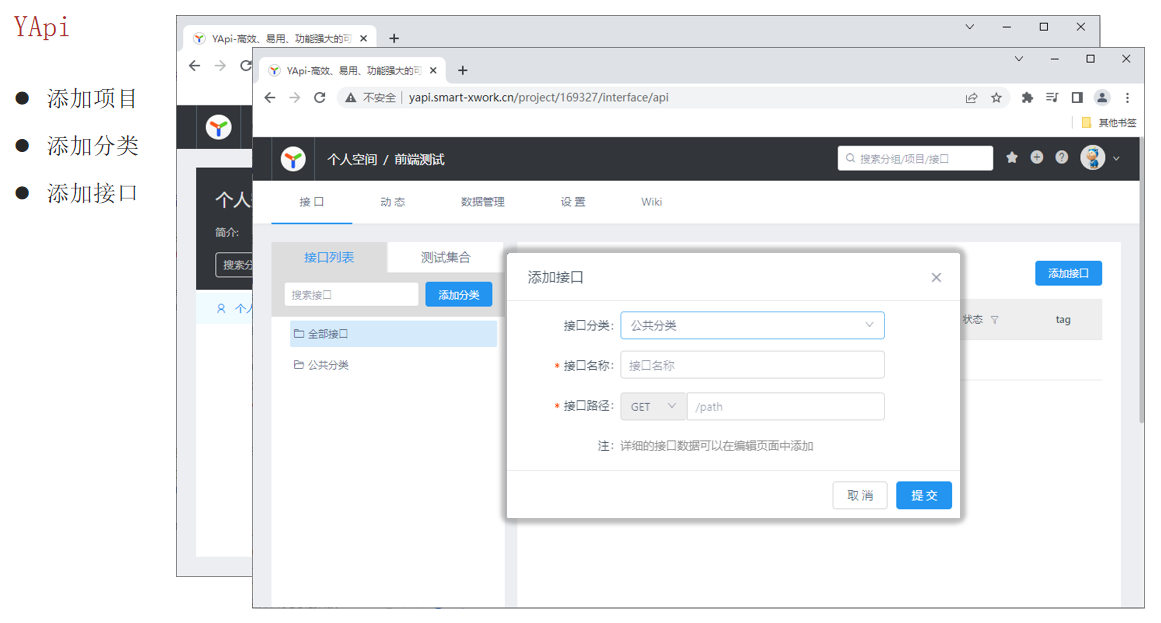 YApi
● 添加项目
● 添加分类
● 添加接口
YApi-高效、易用、功能强大的可
个人
简介:
搜索分
个人
YApi-高效、易用、功能强大的可
不安全 | yapi.smart-xwork.cn/project/169327/interface/api
其他书签
个人空间 / 前端测试
搜索分组/项目/接口
接口 动态 数据管理 设置 Wiki
接口列表 测试集合
搜索接口 添加分类
全部接口
公共分类
添加接口
状态 tag
添加接口
接口分类: 公共分类
* 接口名称: 接口名称
* 接口路径: GET /path
注: 详细的接口数据可以在编辑页面中添加
取消 提交